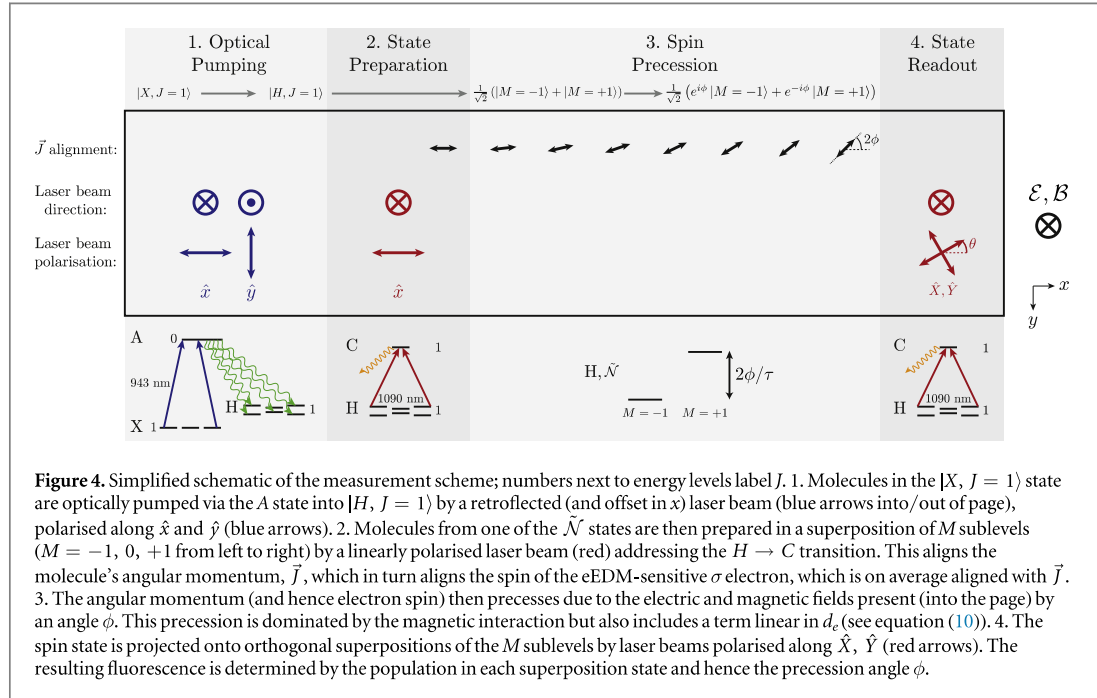 1. Optical Pumping
2. State Preparation
3. Spin Precession
4. State Readout
|X, J = 1⟩ ⟶ |H, J = 1⟩ ⟶ 1/√2 (|M = −1⟩ + |M = +1⟩) ⟶ 1/√2 (e^{iϕ} |M = −1⟩ + e^{−iϕ} |M = +1⟩)
J⃗ alignment:
2ϕ
Laser beam
direction:
ℰ, ℬ
Laser beam
polarisation:
θ
x̂ ŷ
x̂
X̂, Ŷ
x
y
A 0
943 nm
H 1
X 1
C 1
1090 nm
H 1
H, Ñ
2ϕ/τ
M = −1 M = +1
C 1
1090 nm
H 1
Figure 4. Simplified schematic of the measurement scheme; numbers next to energy levels label J. 1. Molecules in the |X, J = 1⟩ state
are optically pumped via the A state into |H, J = 1⟩ by a retroflected (and offset in x) laser beam (blue arrows into/out of page),
polarised along x̂ and ŷ (blue arrows). 2. Molecules from one of the Ñ states are then prepared in a superposition of M sublevels
(M = −1, 0, +1 from left to right) by a linearly polarised laser beam (red) addressing the H → C transition. This aligns the
molecule's angular momentum, J⃗, which in turn aligns the spin of the eEDM-sensitive σ electron, which is on average aligned with J⃗.
3. The angular momentum (and hence electron spin) then precesses due to the electric and magnetic fields present (into the page) by
an angle ϕ. This precession is dominated by the magnetic interaction but also includes a term linear in d_e (see equation (10)). 4. The
spin state is projected onto orthogonal superpositions of the M sublevels by laser beams polarised along X̂, Ŷ (red arrows). The
resulting fluorescence is determined by the population in each superposition state and hence the precession angle ϕ.